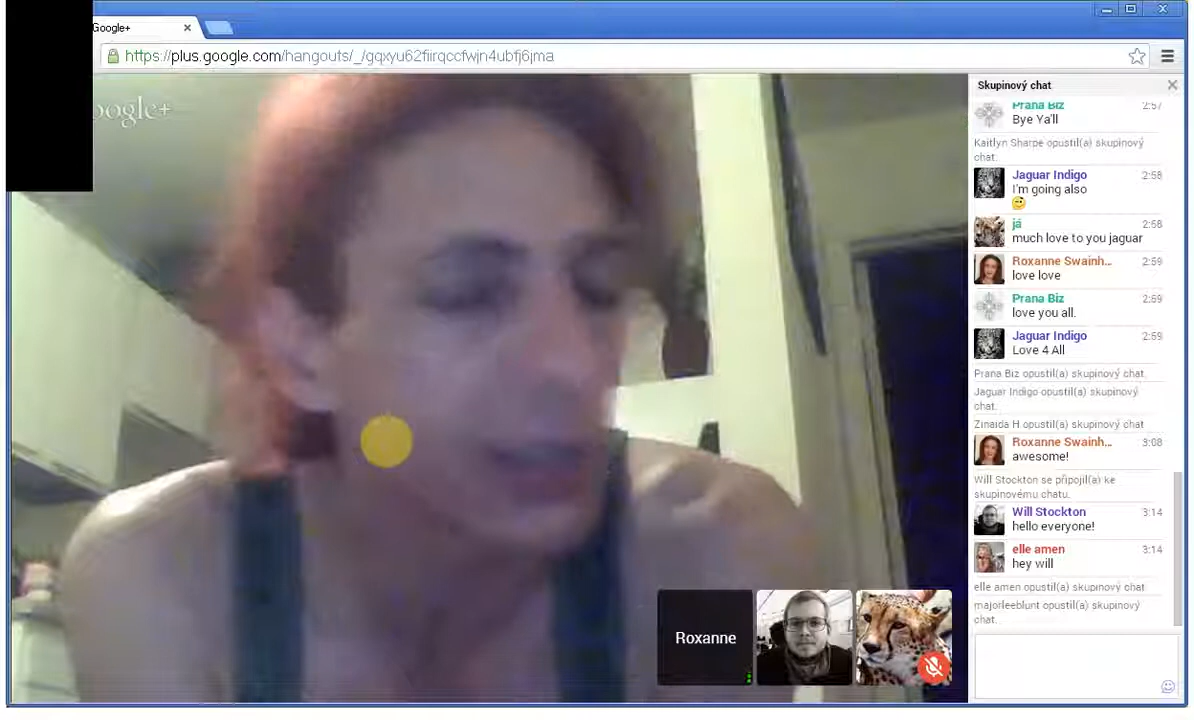 Google+
https://plus.google.com/hangouts/_/gqxyu62fiirqccfwjn4ubfj6jma
oogle+
Skupinový chat
Prana Biz 2:57
Bye Ya'll
Kaitlyn Sharpe opustil(a) skupinový
chat.
Jaguar Indigo 2:58
I'm going also
já 2:58
much love to you jaguar
Roxanne Swainh... 2:59
love love
Prana Biz 2:59
love you all.
Jaguar Indigo 2:59
Love 4 All
Prana Biz opustil(a) skupinový chat.
Jaguar Indigo opustil(a) skupinový
chat.
Zinaida H opustil(a) skupinový chat
Roxanne Swainh... 3:08
awesome!
Will Stockton se připojil(a) ke
skupinovému chatu.
Will Stockton 3:14
hello everyone!
elle amen 3:14
hey will
elle amen opustil(a) skupinový chat
majorleeblunt opustil(a) skupinový
chat.
Roxanne